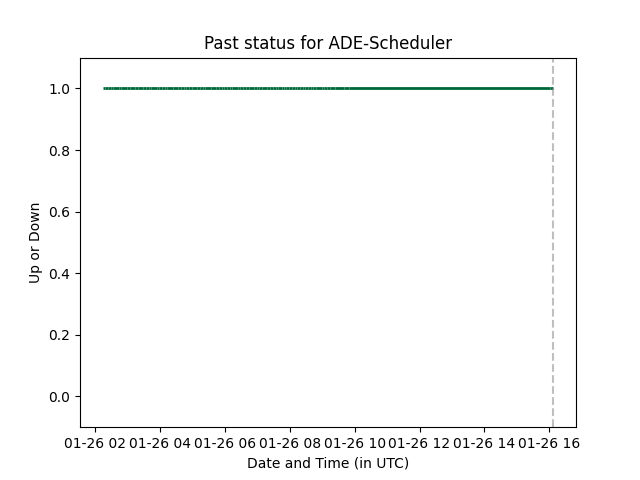 Past status for ADE-Scheduler
1.0
0.8
0.6
0.4
0.2
0.0
Up or Down
01-26 02 01-26 04 01-26 06 01-26 08 01-26 10 01-26 12 01-26 14 01-26 16
Date and Time (in UTC)